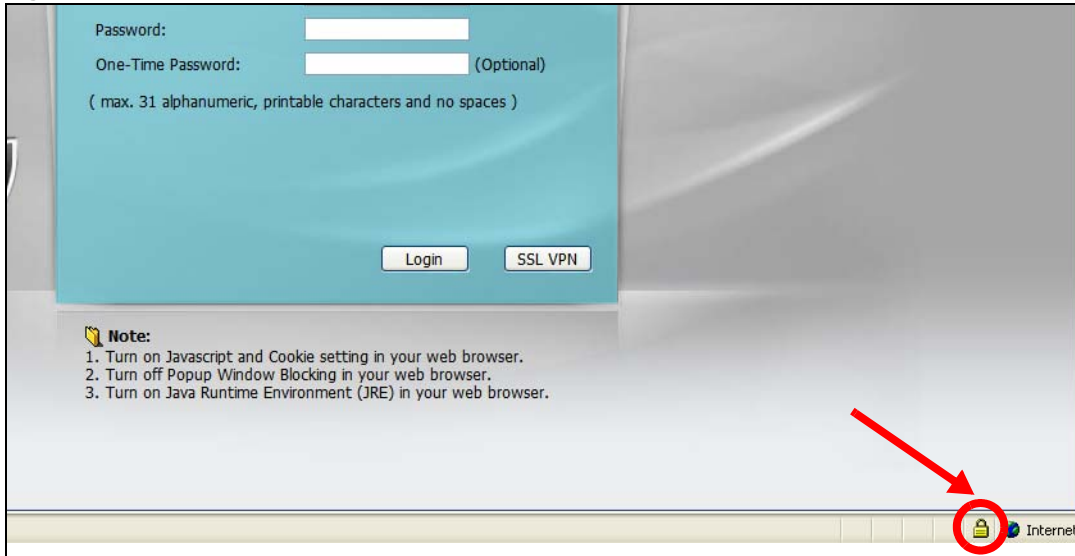 Password:
One-Time Password: (Optional)
( max. 31 alphanumeric, printable characters and no spaces )
Login SSL VPN
Note:
1. Turn on Javascript and Cookie setting in your web browser.
2. Turn off Popup Window Blocking in your web browser.
3. Turn on Java Runtime Environment (JRE) in your web browser.
Internet